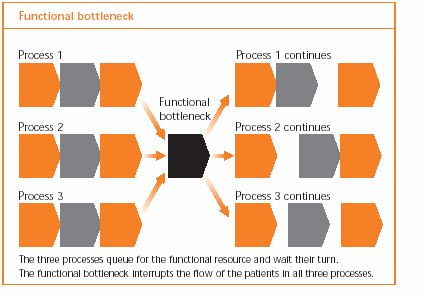 Functional bottleneck
Process 1
Process 1 continues
Functional
bottleneck
Process 2
Process 2 continues
Process 3
Process 3 continues
The three processes queue for the functional resource and wait their turn.
The functional bottleneck interrupts the flow of the patients in all three processes.